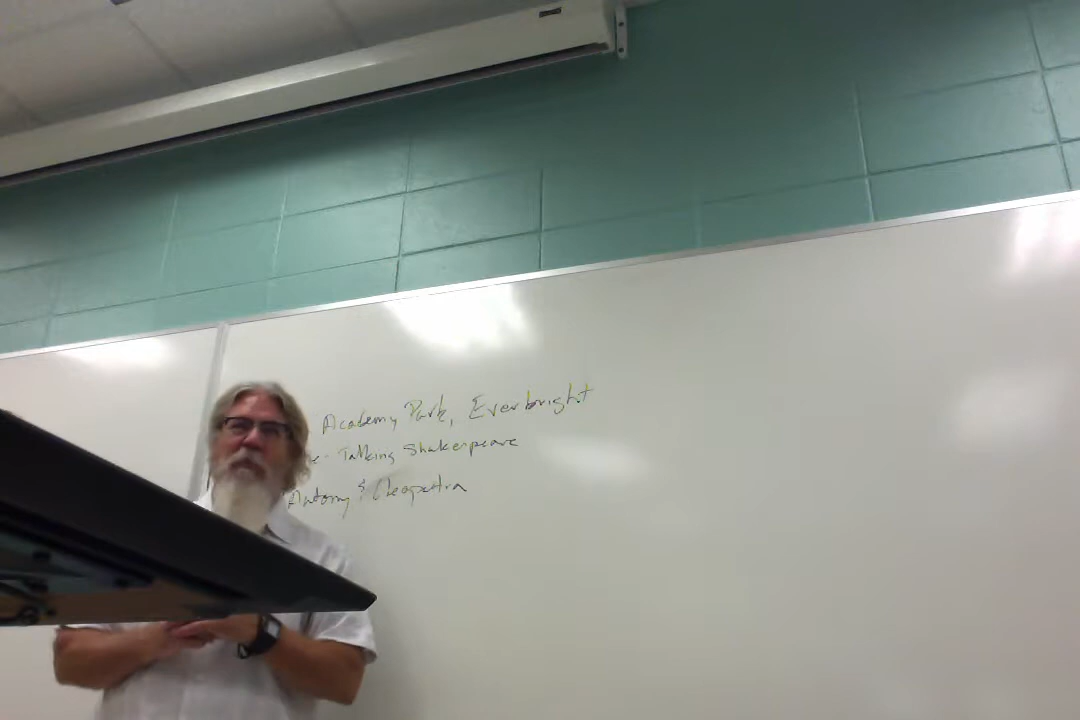 Academy Park, Everbright
e- Talking Shakespeare
Antony & Cleopatra